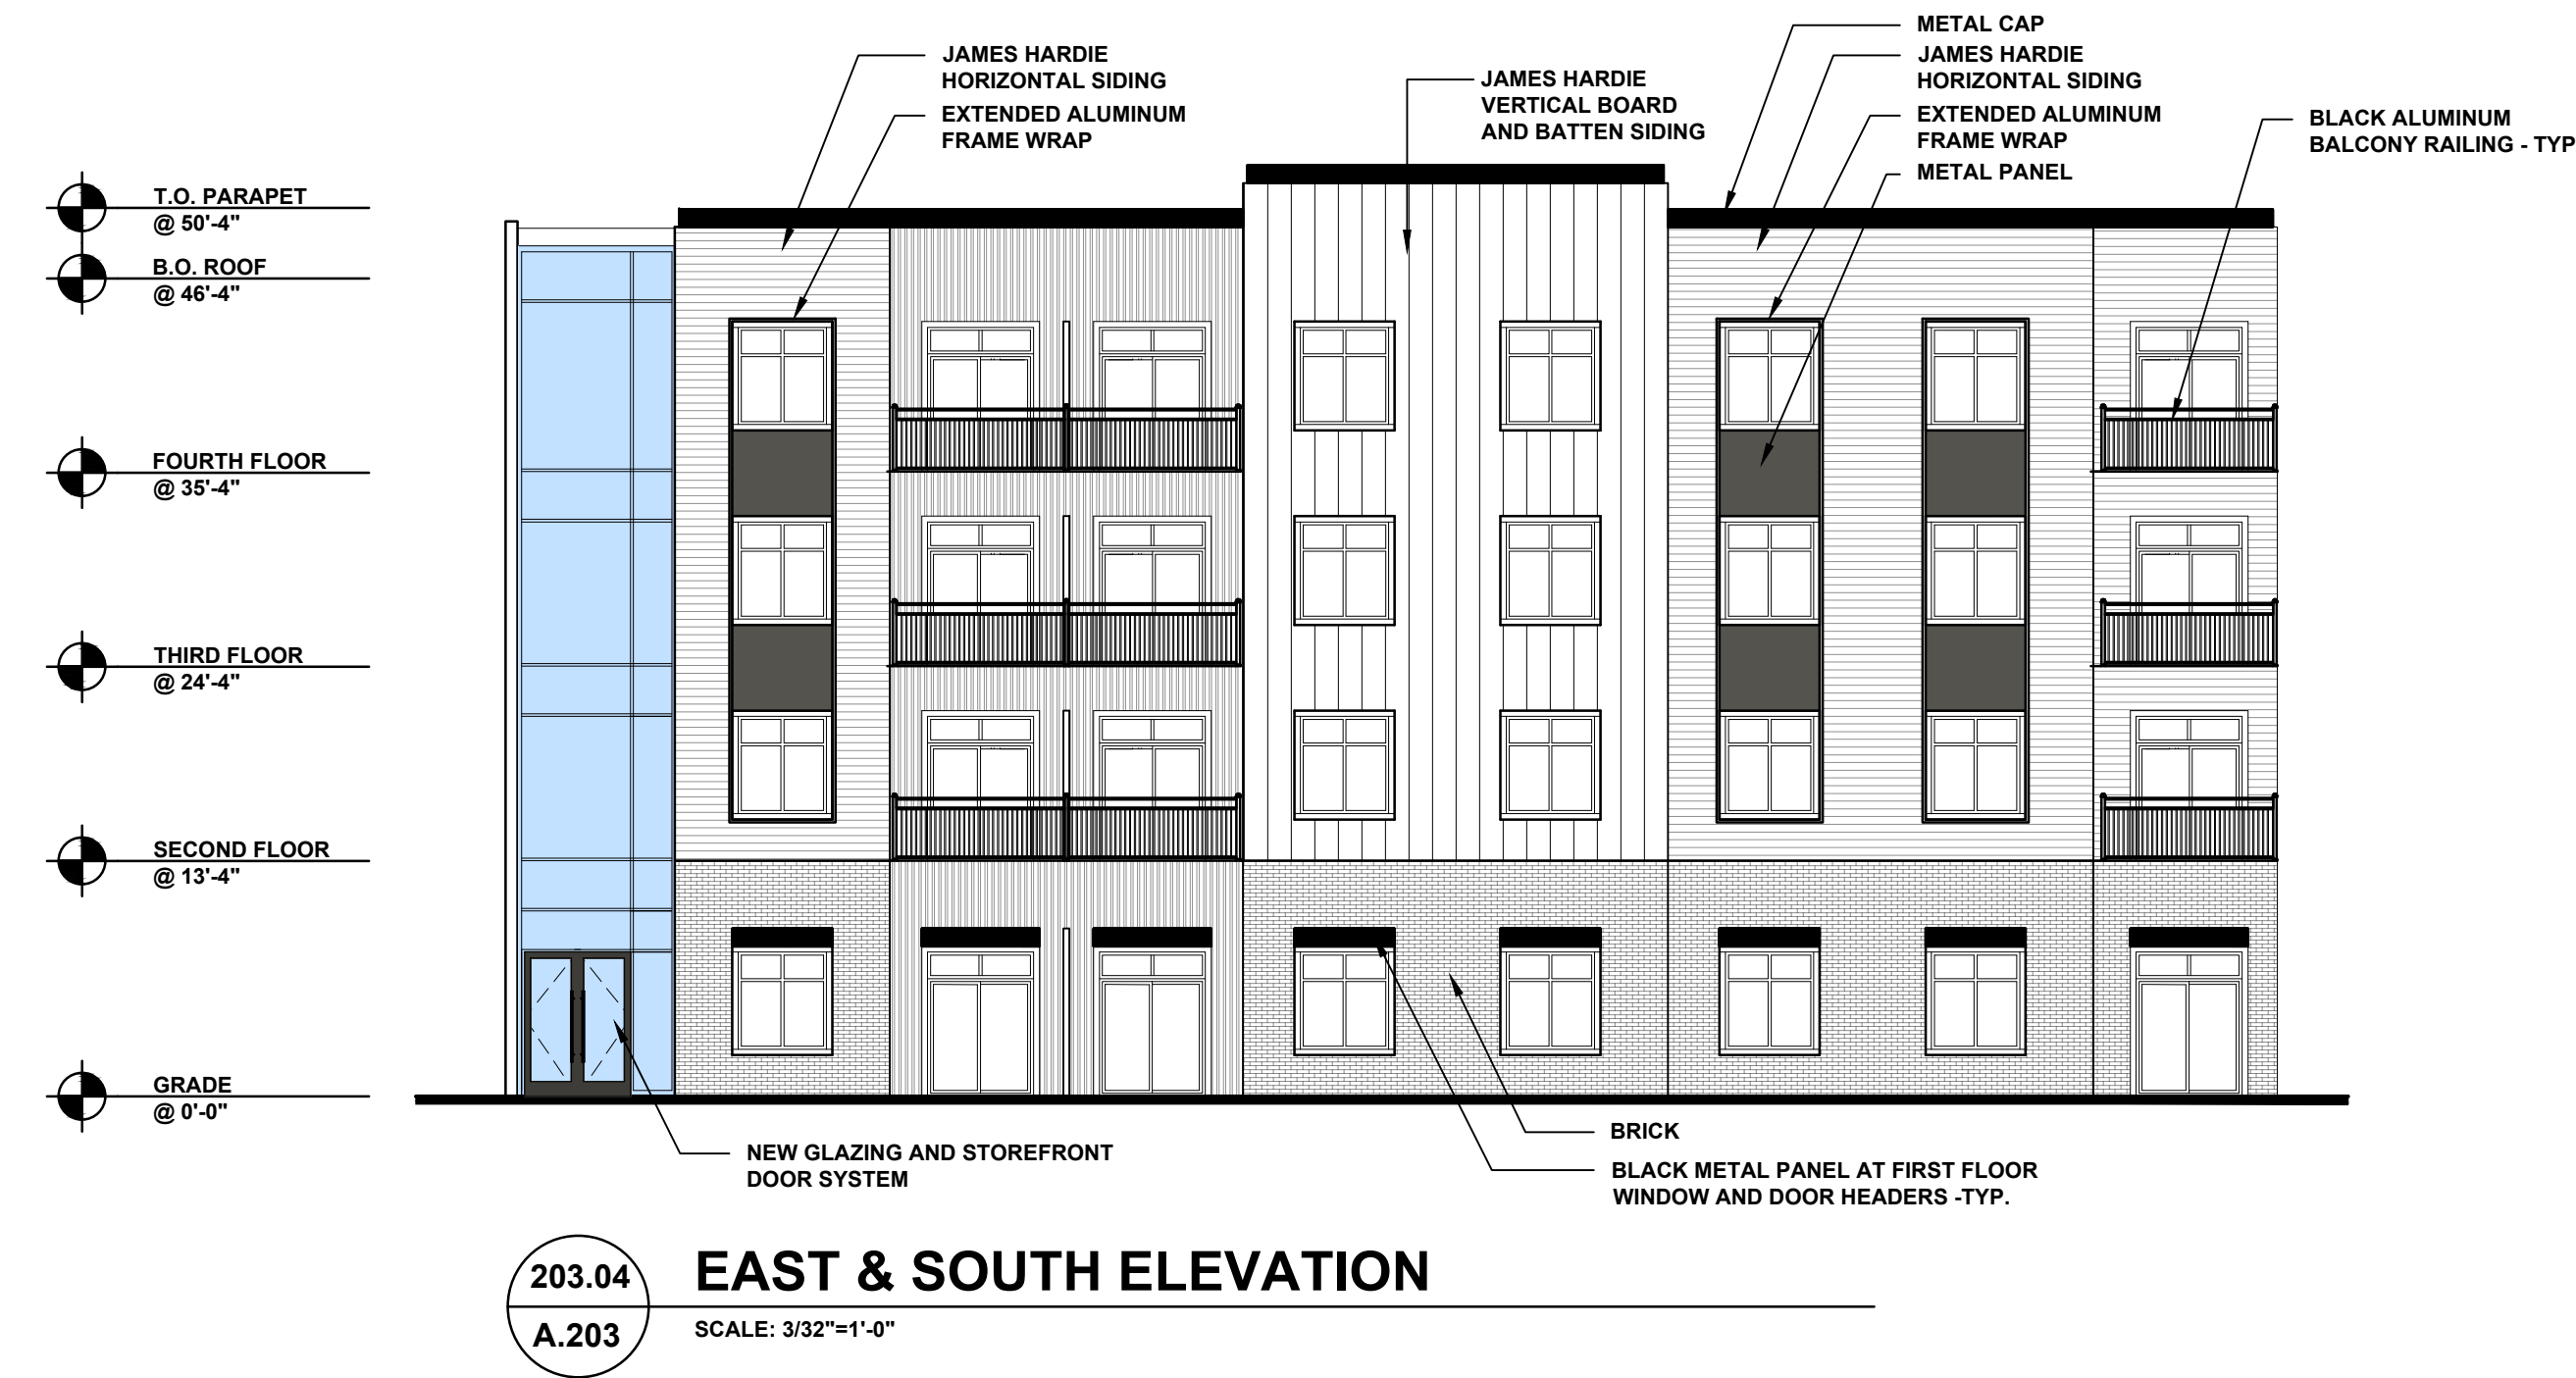 METAL CAP
JAMES HARDIE
HORIZONTAL SIDING
EXTENDED ALUMINUM
FRAME WRAP
JAMES HARDIE
VERTICAL BOARD
AND BATTEN SIDING
JAMES HARDIE
HORIZONTAL SIDING
EXTENDED ALUMINUM
FRAME WRAP
METAL PANEL
BLACK ALUMINUM
BALCONY RAILING - TYP
T.O. PARAPET
@ 50'-4"
B.O. ROOF
@ 46'-4"
FOURTH FLOOR
@ 35'-4"
THIRD FLOOR
@ 24'-4"
SECOND FLOOR
@ 13'-4"
GRADE
@ 0'-0"
NEW GLAZING AND STOREFRONT
DOOR SYSTEM
BRICK
BLACK METAL PANEL AT FIRST FLOOR
WINDOW AND DOOR HEADERS -TYP.
203.04
A.203
EAST & SOUTH ELEVATION
SCALE: 3/32"=1'-0"